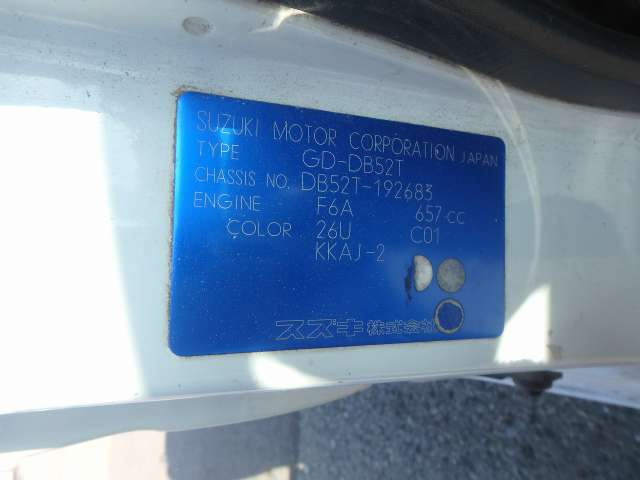 SUZUKI MOTOR CORPORATION JAPAN
TYPE GD-DB52T
CHASSIS NO. DB52T-192683
ENGINE F6A 657 CC
COLOR 26U C01
KKAJ-2
スズキ株式会社